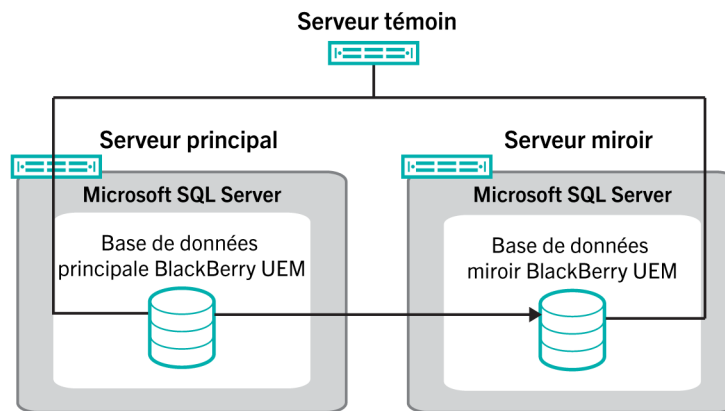 Serveur témoin
Serveur principal
Serveur miroir
Microsoft SQL Server
Microsoft SQL Server
Base de données
principale BlackBerry UEM
Base de données
miroir BlackBerry UEM